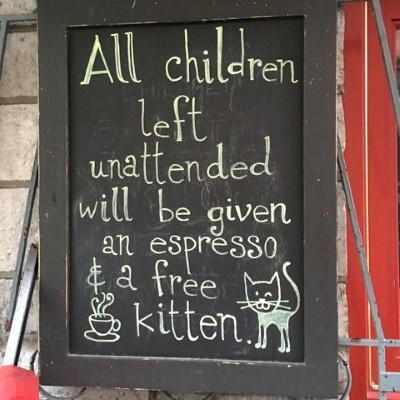 All children
left
unattended
will be given
an espresso
& a free
kitten.